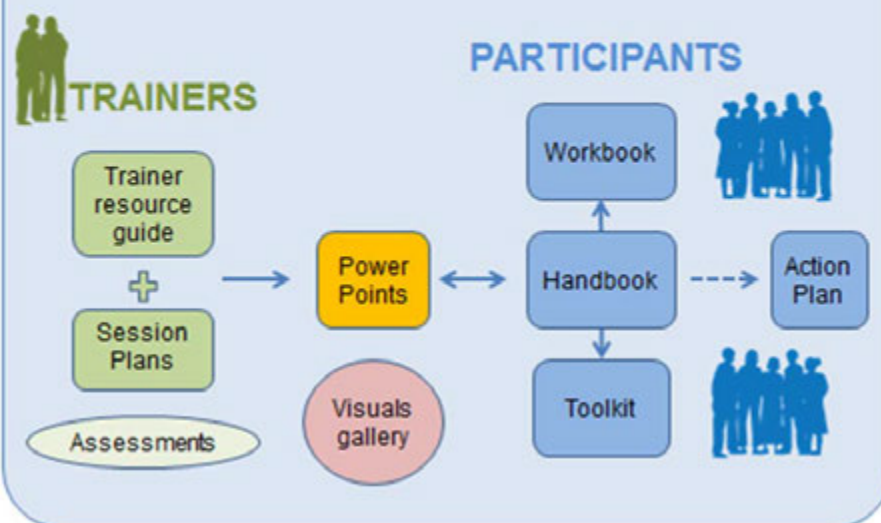 TRAINERS
PARTICIPANTS
Trainer
resource
guide
Session
Plans
Assessments
Power
Points
Visuals
gallery
Workbook
Handbook
Toolkit
Action
Plan